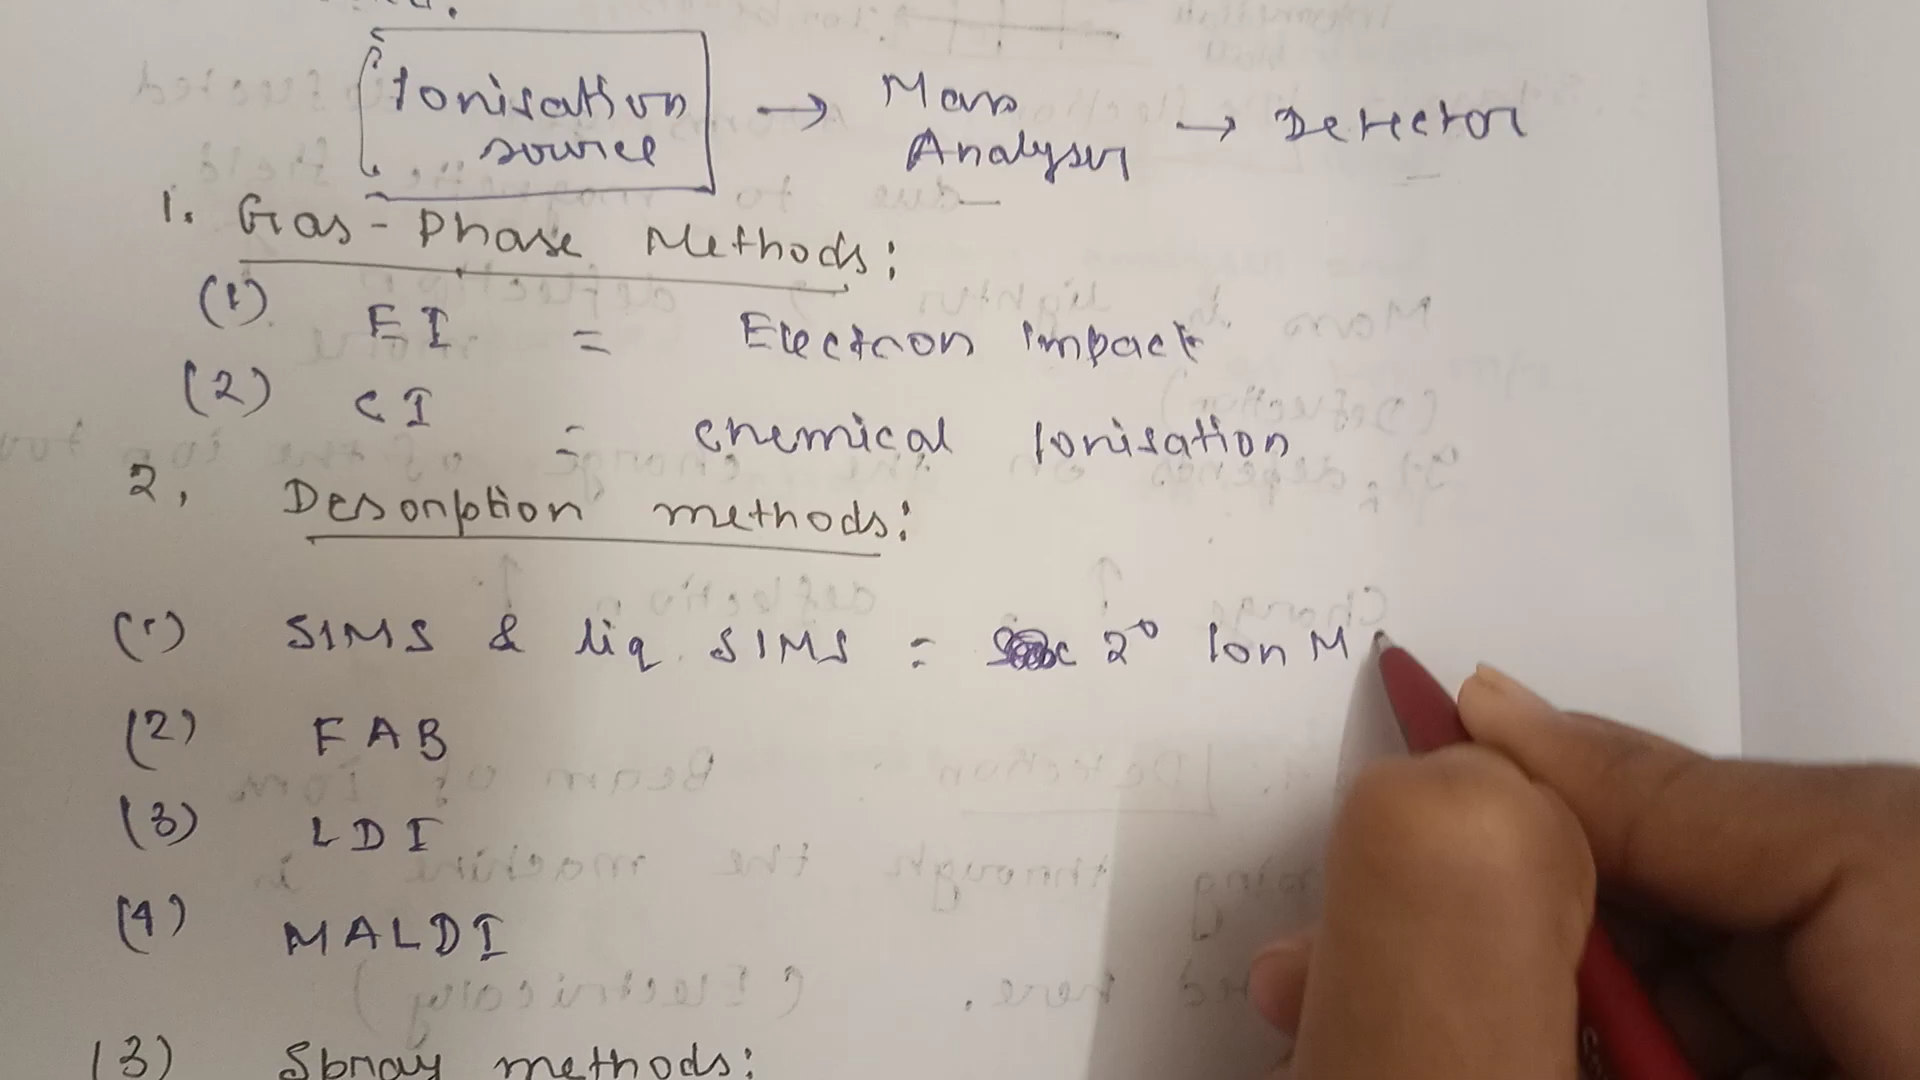 Ionisation source → Mass Analyser → Detector
1. Gas-Phase Methods:
(1) EI = Electron impact
(2) CI = chemical Ionisation
2, Desorption methods:
(1) SIMS & liq. SIMS = 2° Ion M
(2) FAB
(3) LDI
(4) MALDI
(3) Spray methods: